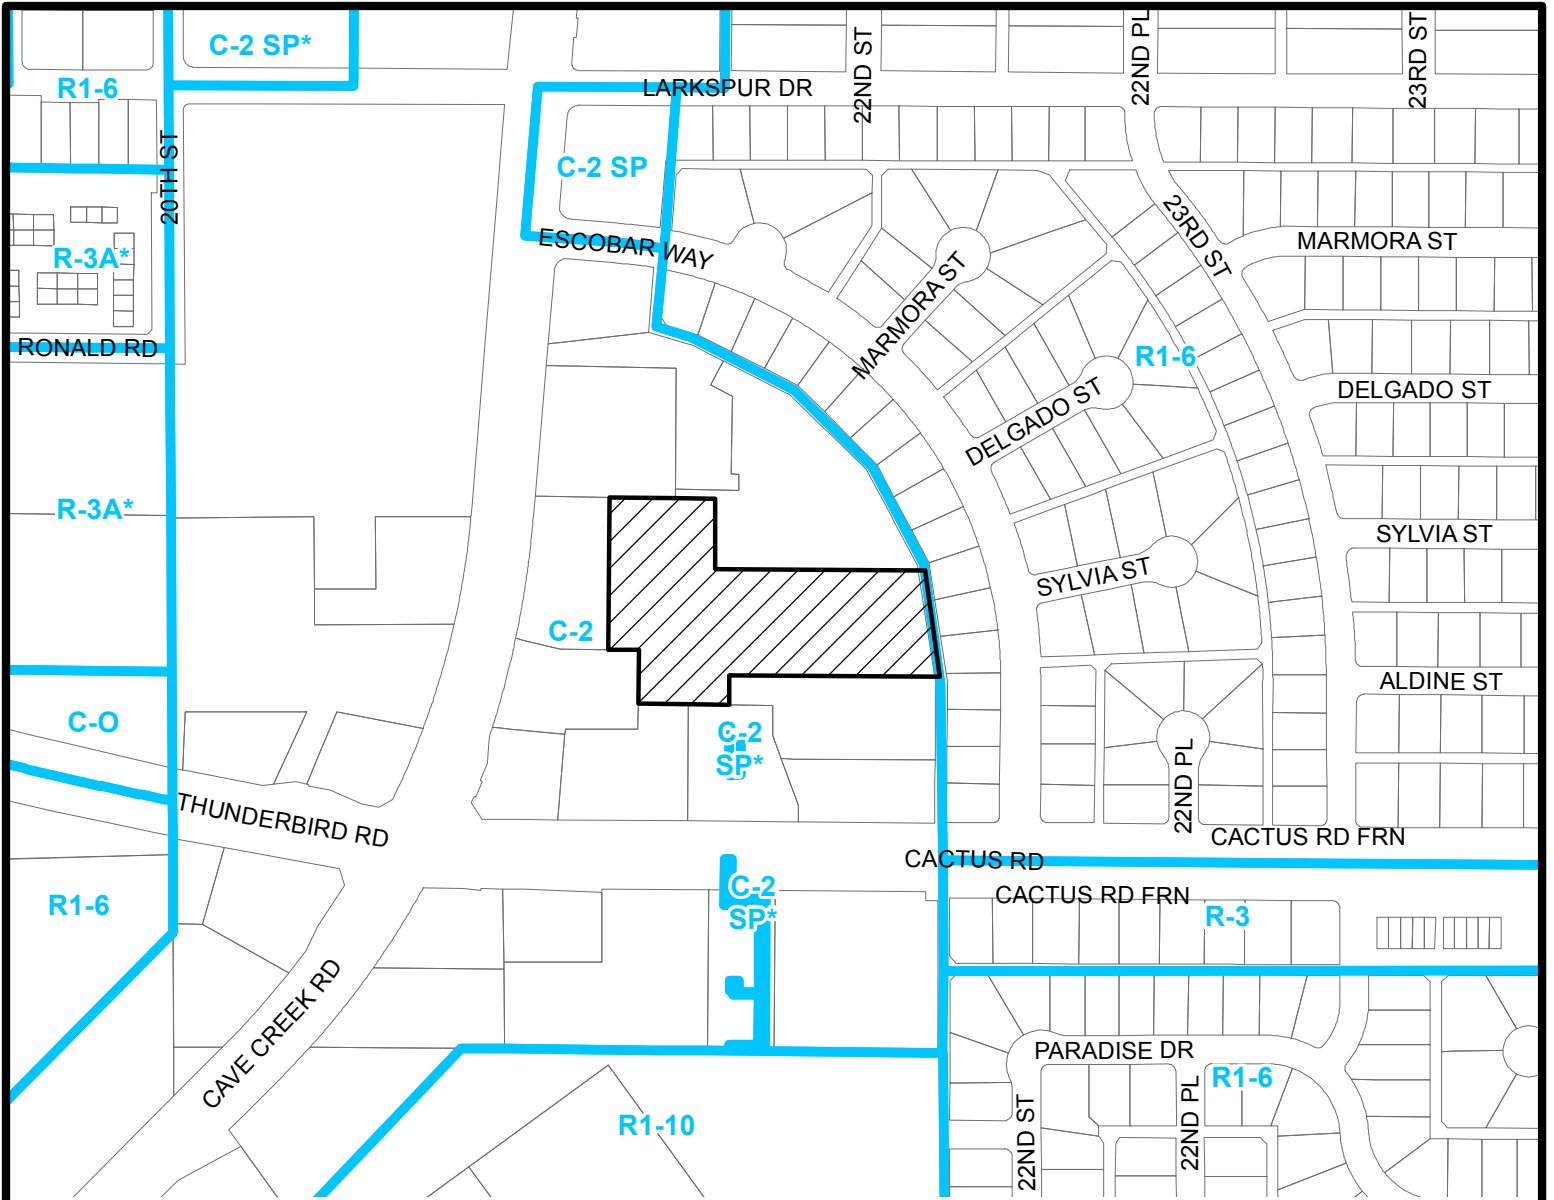 C-2 SP*
R1-6
LARKSPUR DR
22ND ST
22ND PL
23RD ST
20TH ST
C-2 SP
R-3A*
ESCOBAR WAY
23RD ST
MARMORA ST
MARMORA ST
RONALD RD
R1-6
DELGADO ST
DELGADO ST
R-3A*
SYLVIA ST
SYLVIA ST
C-2
ALDINE ST
C-O
C-2
SP*
22ND PL
THUNDERBIRD RD
CACTUS RD FRN
CACTUS RD
C-2
SP*
CACTUS RD FRN
R1-6
R-3
CAVE CREEK RD
PARADISE DR
R1-6
R1-10
22ND ST
22ND PL